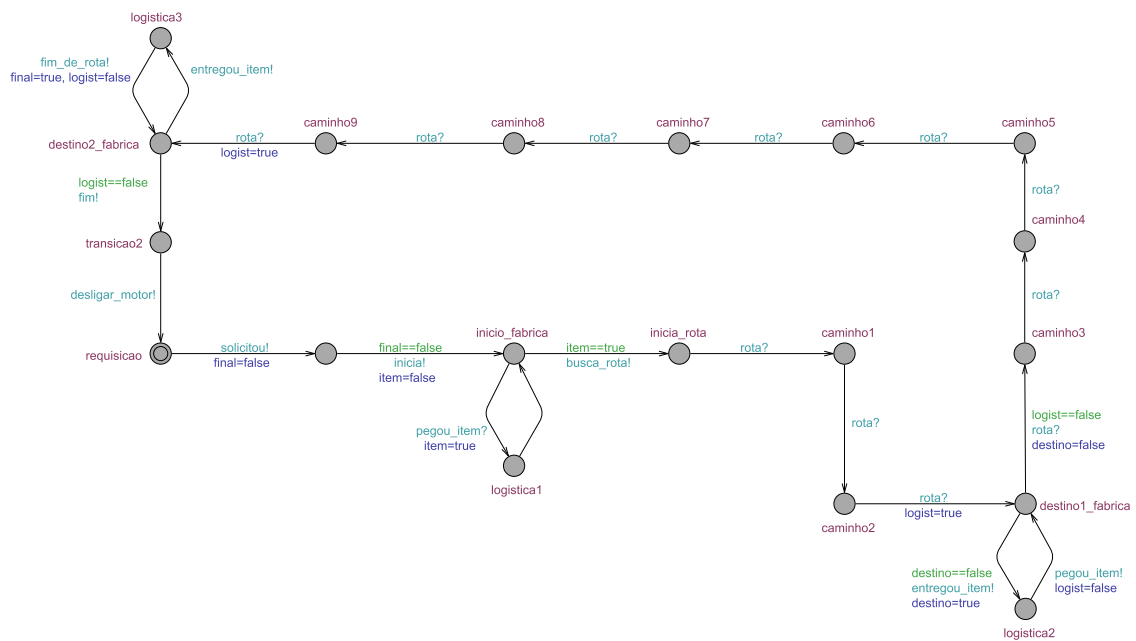 logistica3
fim_de_rota!
final=true, logist=false
entregou_item!
destino2_fabrica
rota?
logist=true
caminho9
rota?
caminho8
rota?
caminho7
rota?
caminho6
rota?
caminho5
rota?
caminho4
rota?
caminho3
logist==false
fim!
transicao2
desligar_motor!
requisicao
solicitou!
final=false
final==false
inicia!
item=false
inicio_fabrica
item==true
busca_rota!
inicia_rota
rota?
caminho1
pegou_item?
item=true
logistica1
rota?
caminho2
rota?
logist=true
logist==false
rota?
destino=false
destino1_fabrica
destino==false
entregou_item!
destino=true
pegou_item!
logist=false
logistica2